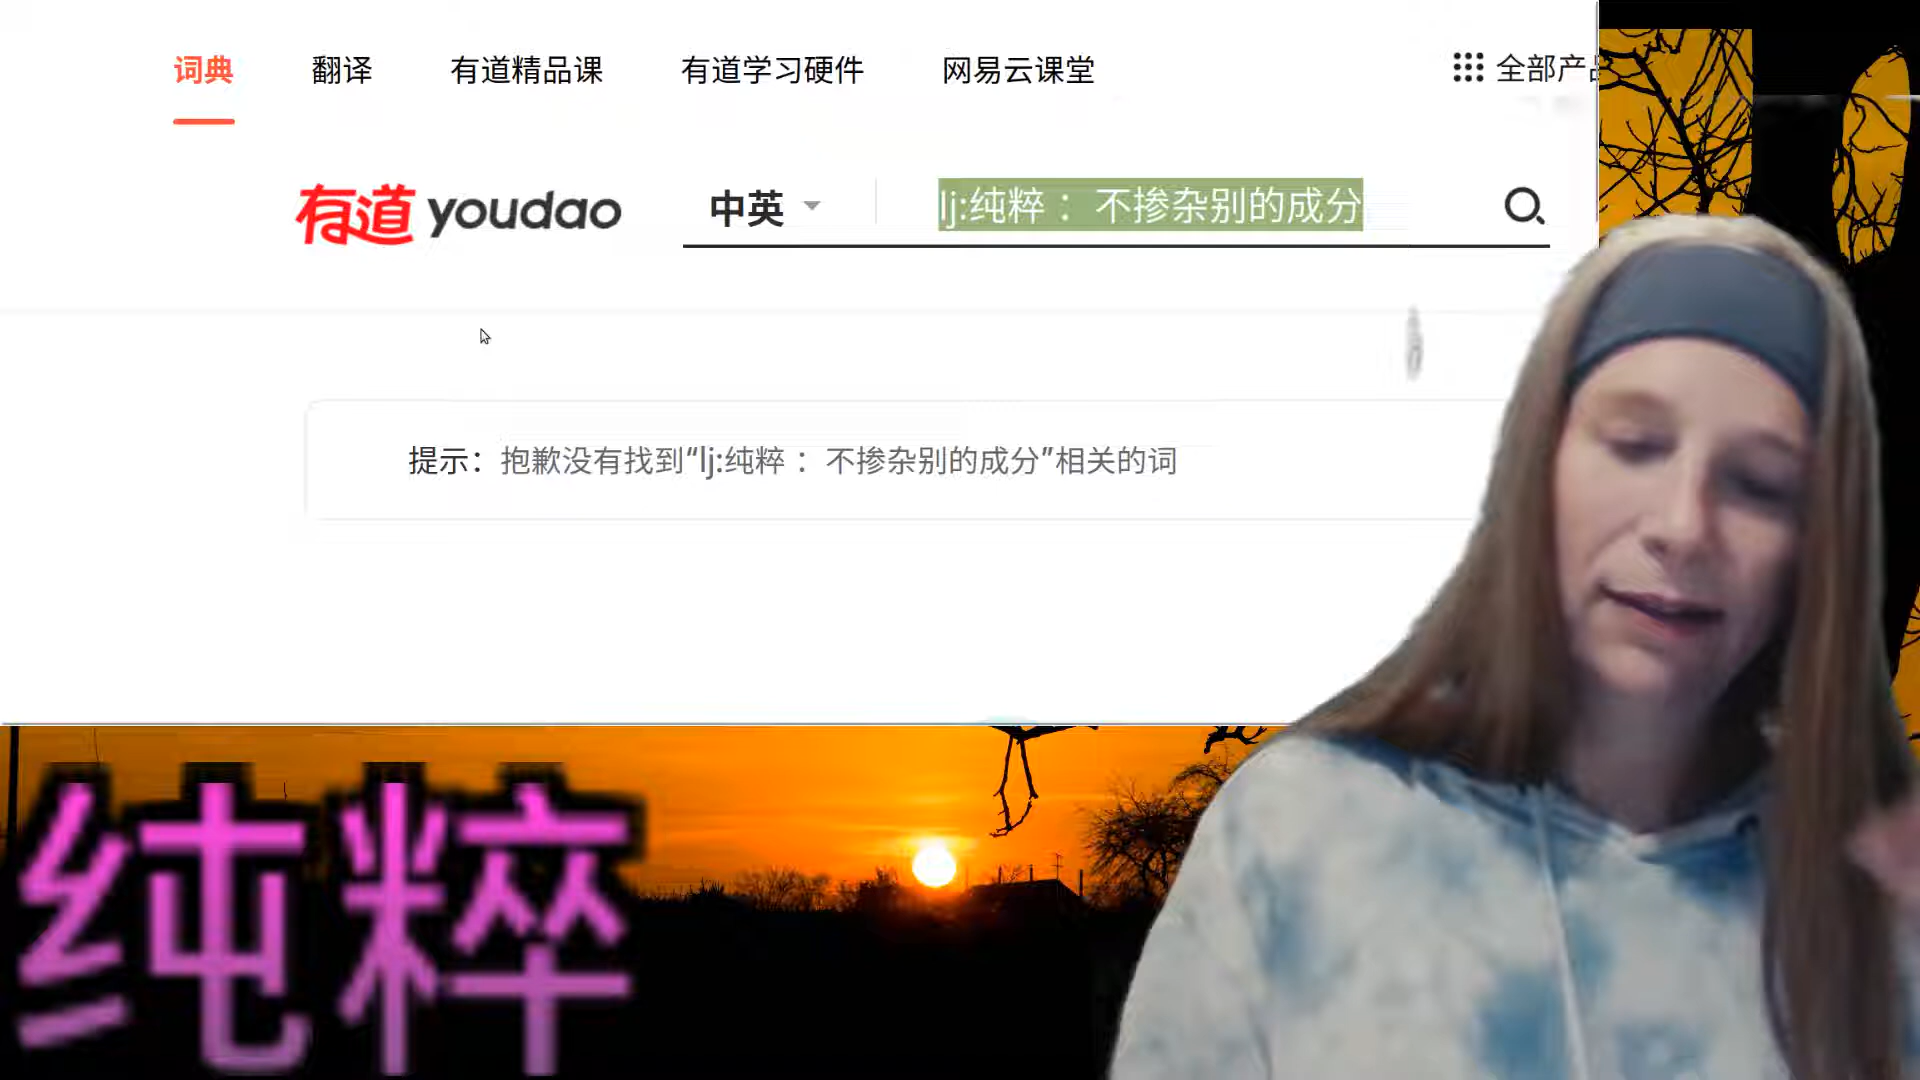 词典 翻译 有道精品课 有道学习硬件 网易云课堂 全部产品
有道 youdao 中英 lj:纯粹 ：不掺杂别的成分
提示：抱歉没有找到“lj:纯粹 ：不掺杂别的成分”相关的词
纯粹